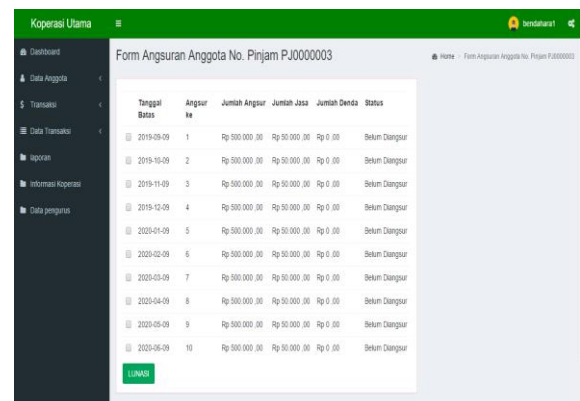 Koperasi Utama
bendahara1
Dashboard
Data Anggota
Transaksi
Data Transaksi
laporan
Informasi Koperasi
Data pengurus
Form Angsuran Anggota No. Pinjam PJ0000003
Home > Form Angsuran Anggota No. Pinjam PJ0000003
Tanggal Batas Angsur ke Jumlah Angsur Jumlah Jasa Jumlah Denda Status
2019-09-09 1 Rp 500.000 ,00 Rp 50.000 ,00 Rp 0 ,00 Belum Diangsur
2019-10-09 2 Rp 500.000 ,00 Rp 50.000 ,00 Rp 0 ,00 Belum Diangsur
2019-11-09 3 Rp 500.000 ,00 Rp 50.000 ,00 Rp 0 ,00 Belum Diangsur
2019-12-09 4 Rp 500.000 ,00 Rp 50.000 ,00 Rp 0 ,00 Belum Diangsur
2020-01-09 5 Rp 500.000 ,00 Rp 50.000 ,00 Rp 0 ,00 Belum Diangsur
2020-02-09 6 Rp 500.000 ,00 Rp 50.000 ,00 Rp 0 ,00 Belum Diangsur
2020-03-09 7 Rp 500.000 ,00 Rp 50.000 ,00 Rp 0 ,00 Belum Diangsur
2020-04-09 8 Rp 500.000 ,00 Rp 50.000 ,00 Rp 0 ,00 Belum Diangsur
2020-05-09 9 Rp 500.000 ,00 Rp 50.000 ,00 Rp 0 ,00 Belum Diangsur
2020-06-09 10 Rp 500.000 ,00 Rp 50.000 ,00 Rp 0 ,00 Belum Diangsur
LUNASI